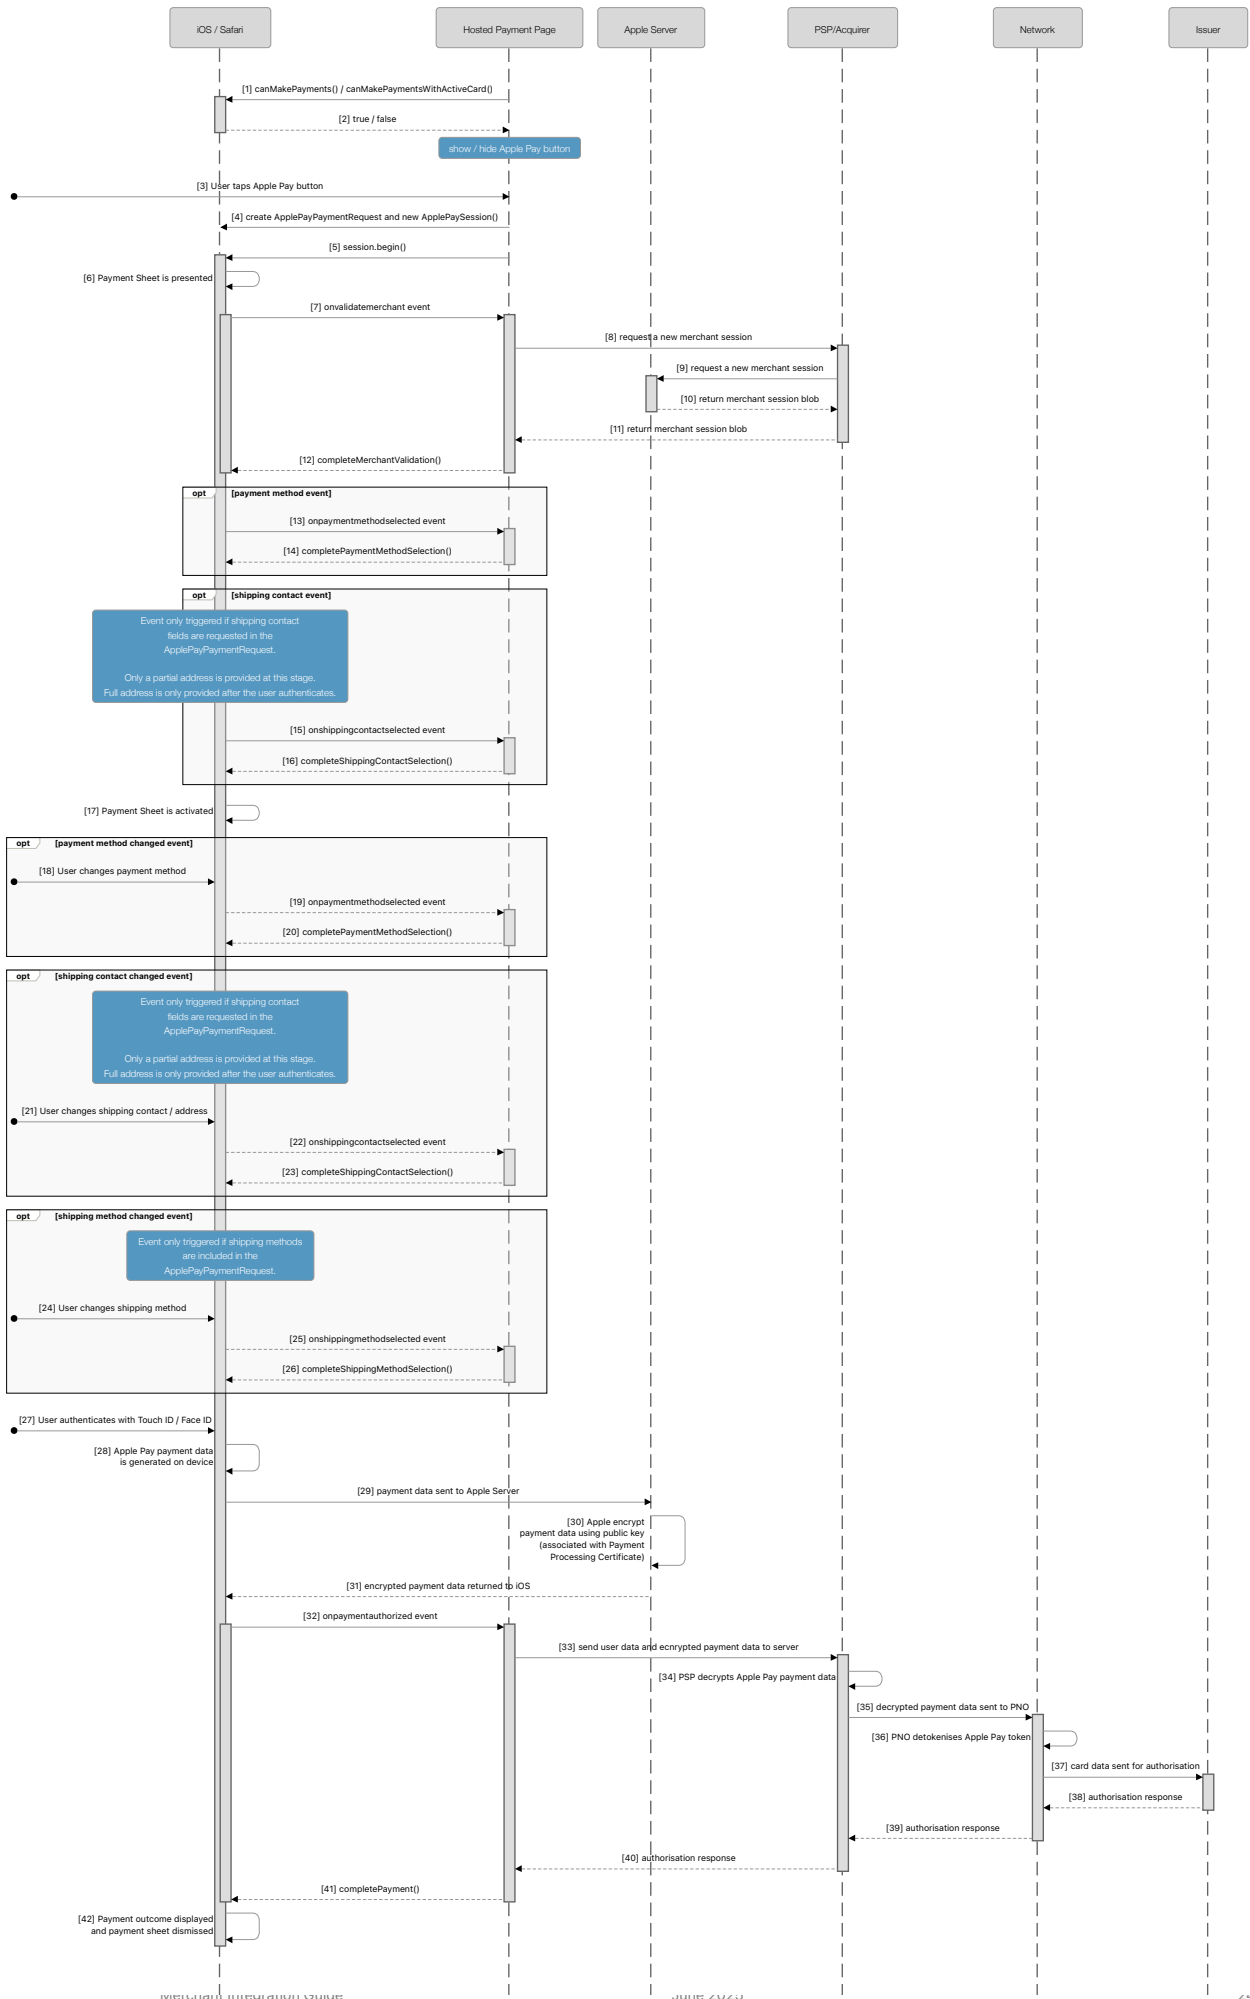 iOS / Safari
Hosted Payment Page
Apple Server
PSP/Acquirer
Network
Issuer
[1] canMakePayments() / canMakePaymentsWithActiveCard()
[2] true / false
show / hide Apple Pay button
[3] User taps Apple Pay button
[4] create ApplePayPaymentRequest and new ApplePaySession()
[5] session.begin()
[6] Payment Sheet is presented
[7] onvalidatemerchant event
[8] request a new merchant session
[9] request a new merchant session
[10] return merchant session blob
[11] return merchant session blob
[12] completeMerchantValidation()
opt [payment method event]
[13] onpaymentmethodselected event
[14] completePaymentMethodSelection()
opt [shipping contact event]
Event only triggered if shipping contact
fields are requested in the
ApplePayPaymentRequest.
Only a partial address is provided at this stage.
Full address is only provided after the user authenticates.
[15] onshippingcontactselected event
[16] completeShippingContactSelection()
[17] Payment Sheet is activated
opt [payment method changed event]
[18] User changes payment method
[19] onpaymentmethodselected event
[20] completePaymentMethodSelection()
opt [shipping contact changed event]
Event only triggered if shipping contact
fields are requested in the
ApplePayPaymentRequest.
Only a partial address is provided at this stage.
Full address is only provided after the user authenticates.
[21] User changes shipping contact / address
[22] onshippingcontactselected event
[23] completeShippingContactSelection()
opt [shipping method changed event]
Event only triggered if shipping methods
are included in the
ApplePayPaymentRequest.
[24] User changes shipping method
[25] onshippingmethodselected event
[26] completeShippingMethodSelection()
[27] User authenticates with Touch ID / Face ID
[28] Apple Pay payment data
is generated on device
[29] payment data sent to Apple Server
[30] Apple encrypt
payment data using public key
(associated with Payment
Processing Certificate)
[31] encrypted payment data returned to iOS
[32] onpaymentauthorized event
[33] send user data and ecnrypted payment data to server
[34] PSP decrypts Apple Pay payment data
[35] decrypted payment data sent to PNO
[36] PNO detokenises Apple Pay token
[37] card data sent for authorisation
[38] authorisation response
[39] authorisation response
[40] authorisation response
[41] completePayment()
[42] Payment outcome displayed
and payment sheet dismissed
Merchant Integration Guide